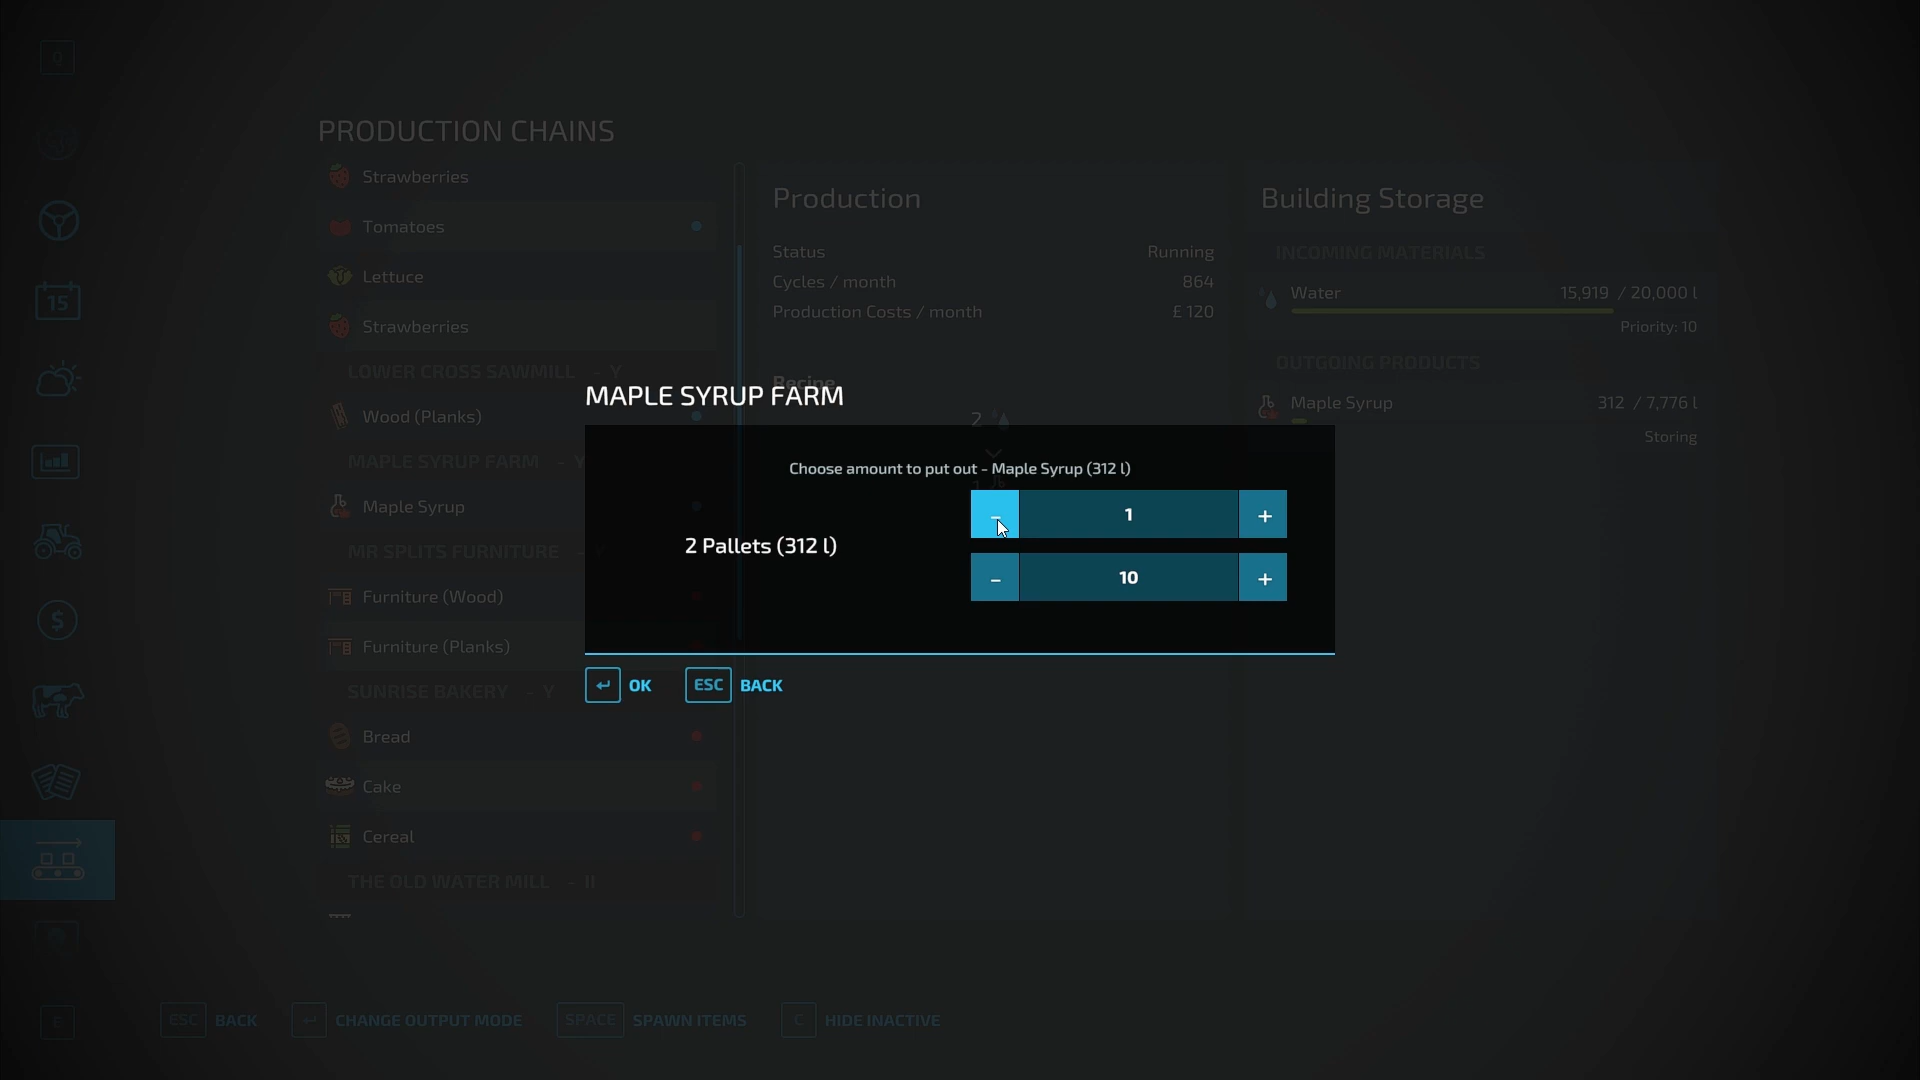 Q
PRODUCTION CHAINS
Strawberries
Tomatoes
Lettuce
Strawberries
LOWER CROSS SAWMILL - Y
Wood (Planks)
MAPLE SYRUP FARM - Y
Maple Syrup
MR SPLITS FURNITURE - Y
Furniture (Wood)
Furniture (Planks)
SUNRISE BAKERY - Y
Bread
Cake
Cereal
THE OLD WATER MILL - II
15
Production
Status Running
Cycles / month 864
Production Costs / month £ 120
Recipe
2
1
Building Storage
INCOMING MATERIALS
Water 15,919 / 20,000 l
Priority: 10
OUTGOING PRODUCTS
Maple Syrup 312 / 7,776 l
Storing
MAPLE SYRUP FARM
Choose amount to put out - Maple Syrup (312 l)
2 Pallets (312 l)
- 1 +
- 10 +
OK ESC BACK
E
ESC BACK CHANGE OUTPUT MODE SPACE SPAWN ITEMS C HIDE INACTIVE